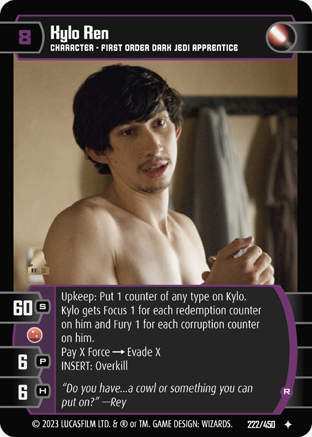 8
Kylo Ren
CHARACTER - FIRST ORDER DARK JEDI APPRENTICE
60 S
6 P
6 H
Upkeep: Put 1 counter of any type on Kylo.
Kylo gets Focus 1 for each redemption counter
on him and Fury 1 for each corruption counter
on him.
Pay X Force → Evade X
INSERT: Overkill
"Do you have...a cowl or something you can
put on?" —Rey
R
© 2023 LUCASFILM LTD. & ® or TM. GAME DESIGN: WIZARDS.
222/450